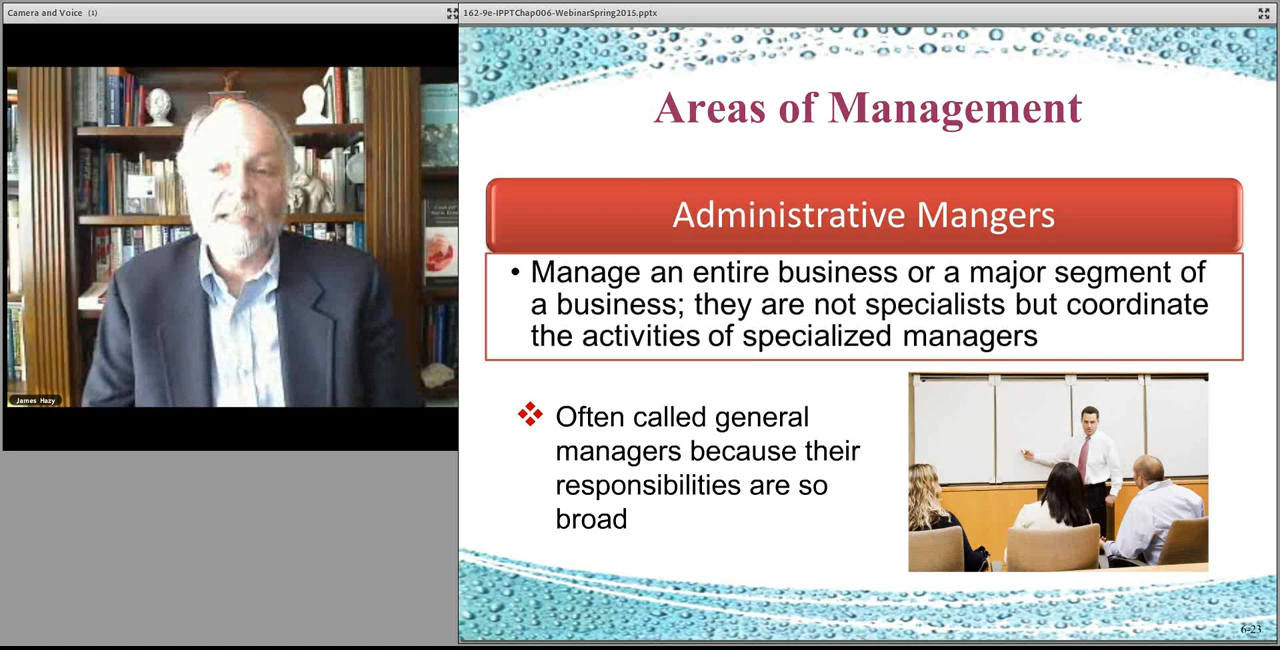 Camera and Voice (1)
162-9e-IPPTChap006-WebinarSpring2015.pptx
Areas of Management
Administrative Mangers
• Manage an entire business or a major segment of
a business; they are not specialists but coordinate
the activities of specialized managers
Often called general
managers because their
responsibilities are so
broad
James Hazy
6-23